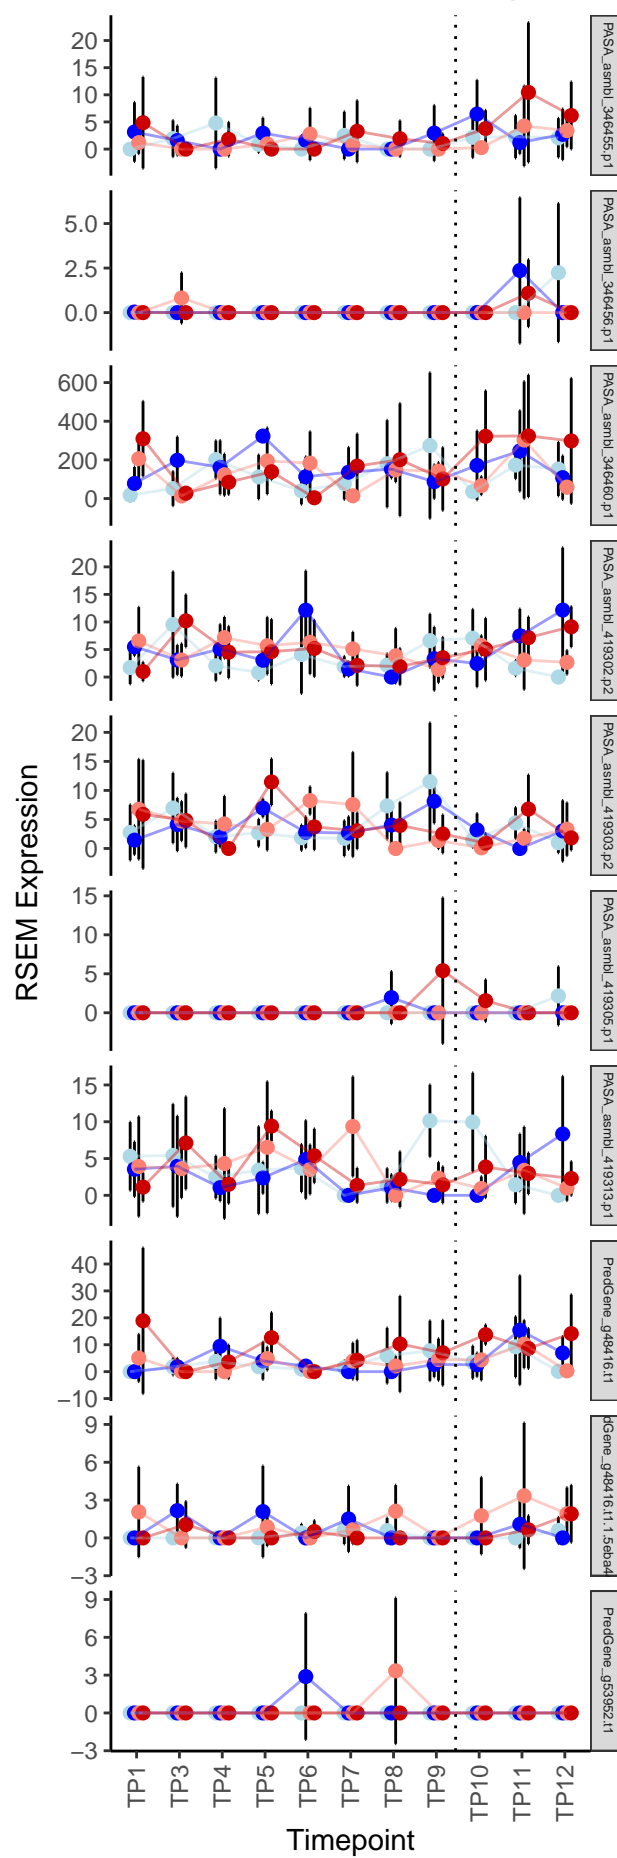 20
15
10
5
0
PASA_asmbl_346455.p1
5.0
2.5
0.0
PASA_asmbl_346456.p1
600
400
200
0
PASA_asmbl_346460.p1
20
15
10
5
0
PASA_asmbl_419302.p2
20
15
10
5
0
PASA_asmbl_419303.p2
15
10
5
0
PASA_asmbl_419305.p1
15
10
5
0
PASA_asmbl_419313.p1
40
30
20
10
0
−10
PredGene_g48416.t1
9
6
3
0
−3
dGene_g48416.t1.1.5eba4
9
6
3
0
−3
PredGene_g53952.t1
RSEM Expression
TP1
TP3
TP4
TP5
TP6
TP7
TP8
TP9
TP10
TP11
TP12
Timepoint